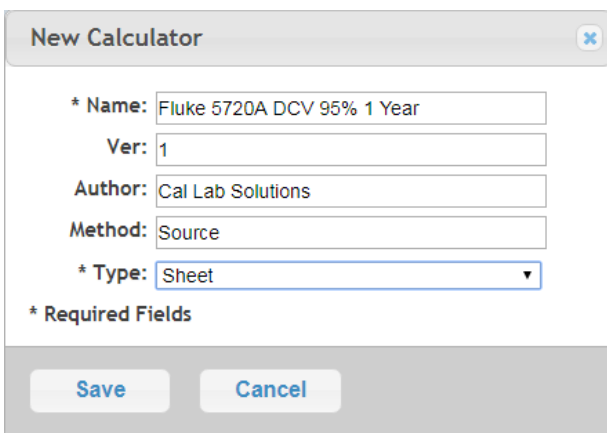 New Calculator
* Name: Fluke 5720A DCV 95% 1 Year
Ver: 1
Author: Cal Lab Solutions
Method: Source
* Type: Sheet
* Required Fields
Save Cancel